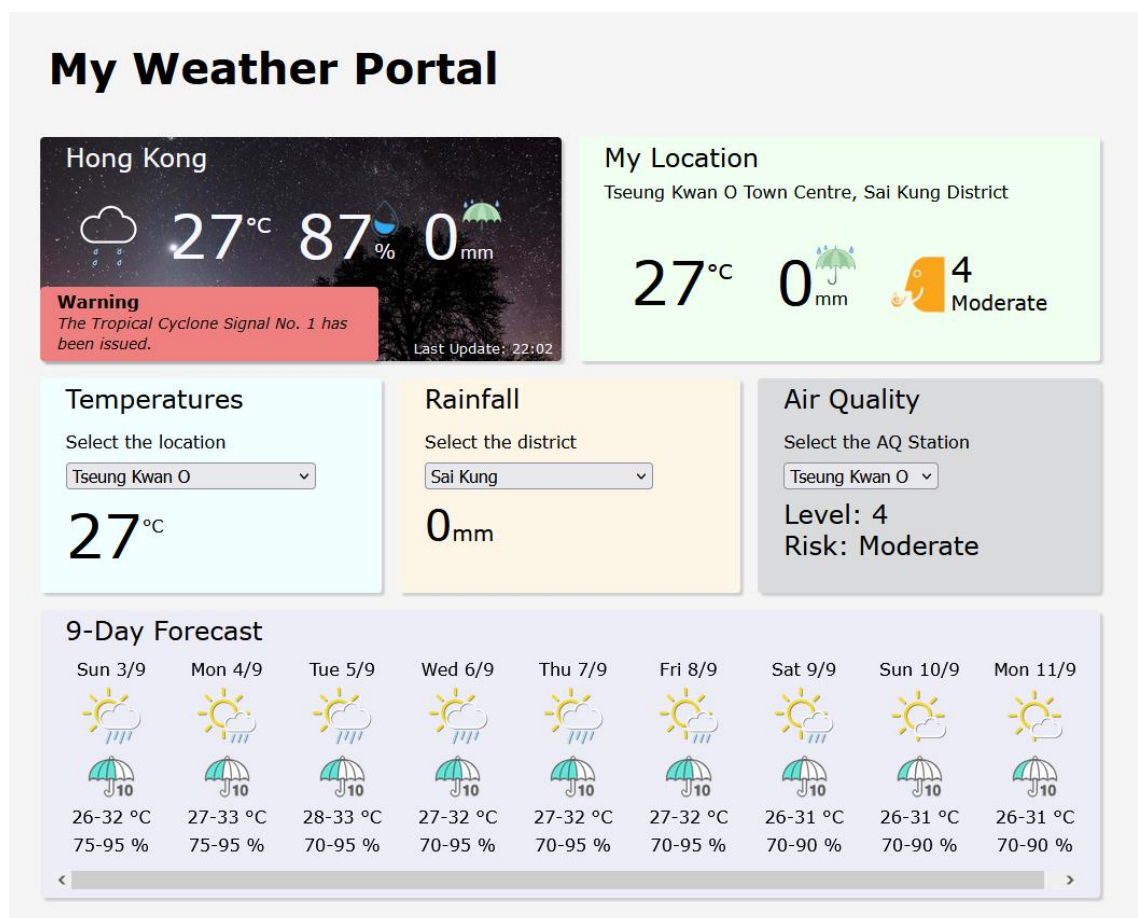 My Weather Portal
Hong Kong
27°C 87% 0mm
Warning
The Tropical Cyclone Signal No. 1 has
been issued.
Last Update: 22:02
My Location
Tseung Kwan O Town Centre, Sai Kung District
27°C 0mm 4
Moderate
Temperatures
Select the location
Tseung Kwan O
27°C
Rainfall
Select the district
Sai Kung
0mm
Air Quality
Select the AQ Station
Tseung Kwan O
Level: 4
Risk: Moderate
9-Day Forecast
Sun 3/9 Mon 4/9 Tue 5/9 Wed 6/9 Thu 7/9 Fri 8/9 Sat 9/9 Sun 10/9 Mon 11/9
10 10 10 10 10 10 10 10 10
26-32 °C 27-33 °C 28-33 °C 27-32 °C 27-32 °C 27-32 °C 26-31 °C 26-31 °C 26-31 °C
75-95 % 75-95 % 70-95 % 70-95 % 70-95 % 70-95 % 70-90 % 70-90 % 70-90 %